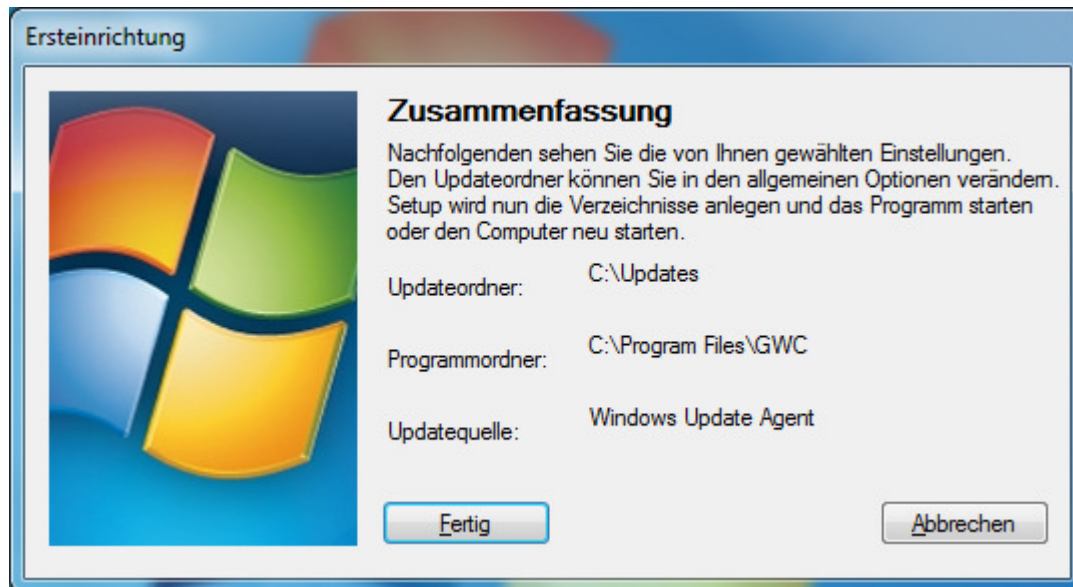 Ersteinrichtung
Zusammenfassung
Nachfolgenden sehen Sie die von Ihnen gewählten Einstellungen.
Den Updateordner können Sie in den allgemeinen Optionen verändern.
Setup wird nun die Verzeichnisse anlegen und das Programm starten
oder den Computer neu starten.
Updateordner: C:\Updates
Programmordner: C:\Program Files\GWC
Updatequelle: Windows Update Agent
Fertig Abbrechen